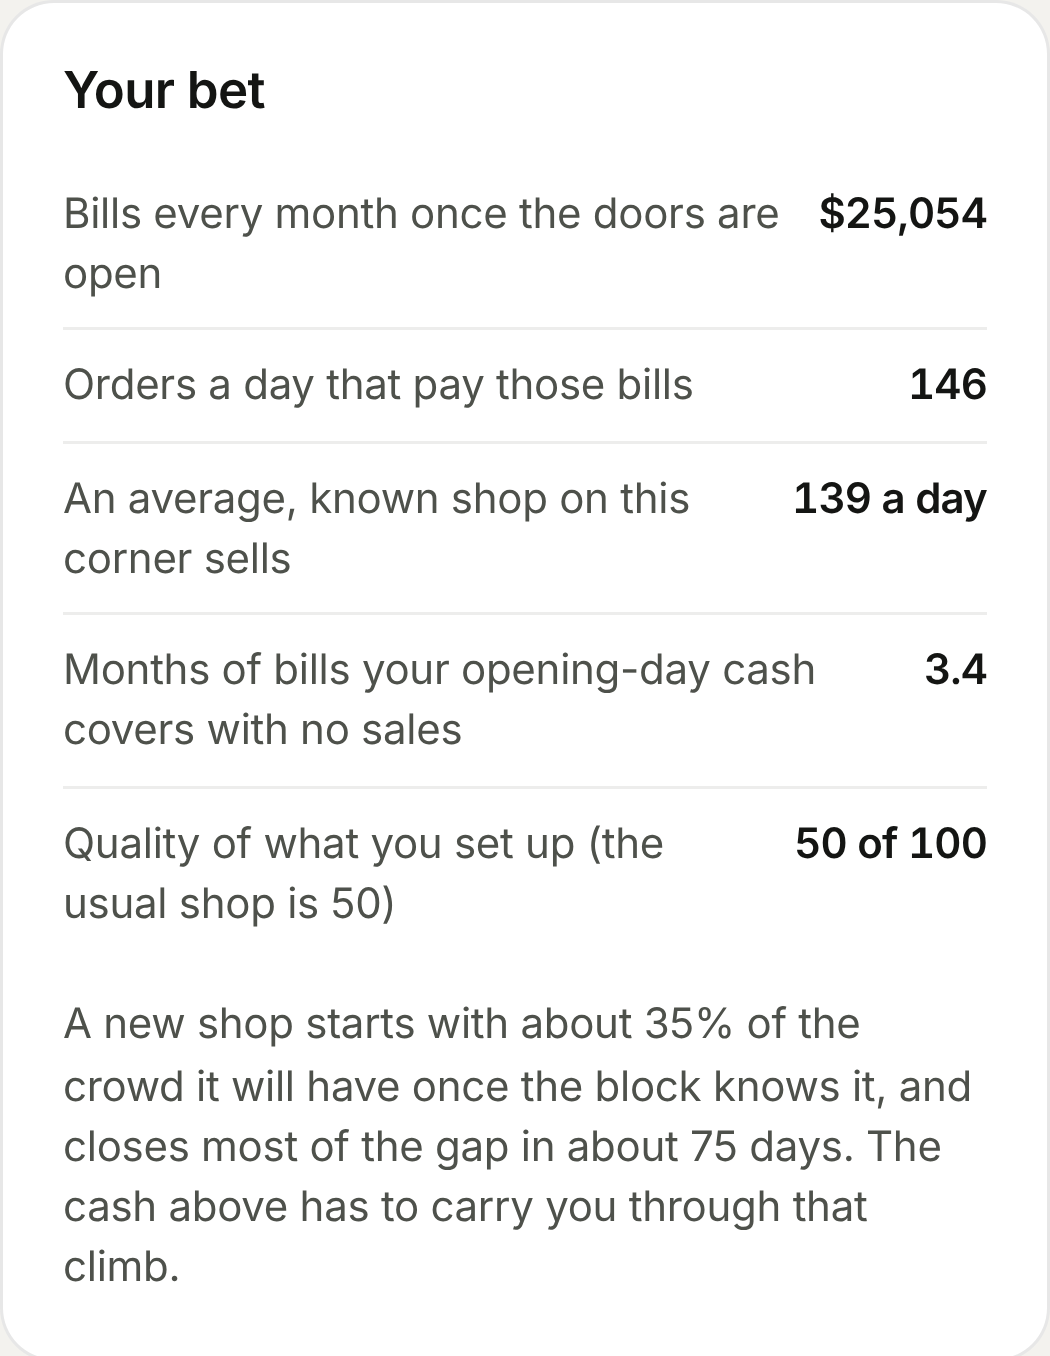 Your bet
Bills every month once the doors are $25,054
open
Orders a day that pay those bills 146
An average, known shop on this 139 a day
corner sells
Months of bills your opening-day cash 3.4
covers with no sales
Quality of what you set up (the 50 of 100
usual shop is 50)
A new shop starts with about 35% of the
crowd it will have once the block knows it, and
closes most of the gap in about 75 days. The
cash above has to carry you through that
climb.